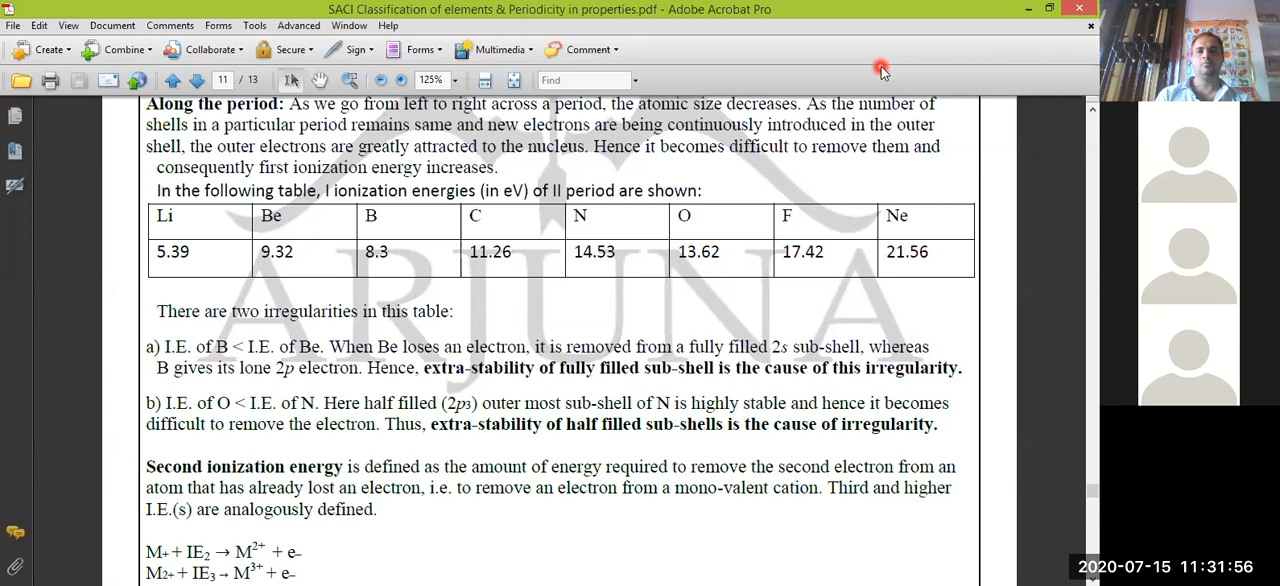 SACI Classification of elements & Periodicity in properties.pdf - Adobe Acrobat Pro
File Edit View Document Comments Forms Tools Advanced Window Help
Create Combine Collaborate Secure Sign Forms Multimedia Comment
11 / 13 125% Find
Along the period: As we go from left to right across a period, the atomic size decreases. As the number of
shells in a particular period remains same and new electrons are being continuously introduced in the outer
shell, the outer electrons are greatly attracted to the nucleus. Hence it becomes difficult to remove them and
consequently first ionization energy increases.
In the following table, I ionization energies (in eV) of II period are shown:
Li Be B C N O F Ne
5.39 9.32 8.3 11.26 14.53 13.62 17.42 21.56
ARJUNA
There are two irregularities in this table:
a) I.E. of B < I.E. of Be. When Be loses an electron, it is removed from a fully filled 2s sub-shell, whereas
B gives its lone 2p electron. Hence, extra-stability of fully filled sub-shell is the cause of this irregularity.
b) I.E. of O < I.E. of N. Here half filled (2p3) outer most sub-shell of N is highly stable and hence it becomes
difficult to remove the electron. Thus, extra-stability of half filled sub-shells is the cause of irregularity.
Second ionization energy is defined as the amount of energy required to remove the second electron from an
atom that has already lost an electron, i.e. to remove an electron from a mono-valent cation. Third and higher
I.E.(s) are analogously defined.
M+ + IE2 → M2+ + e–
M2+ + IE3 → M3+ + e–
2020-07-15 11:31:56